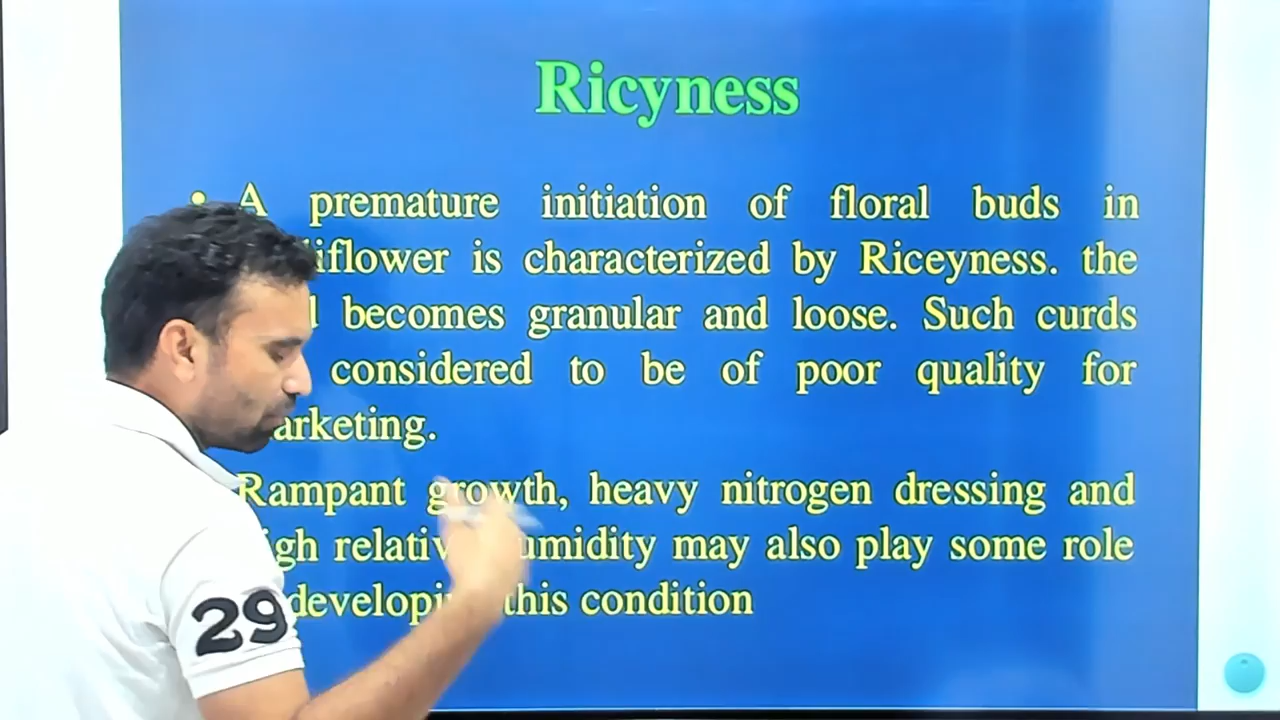 Ricyness
• A premature initiation of floral buds in
iflower is characterized by Riceyness. the
becomes granular and loose. Such curds
considered to be of poor quality for
arketing.
Rampant growth, heavy nitrogen dressing and
igh relativ umidity may also play some role
developi this condition
29